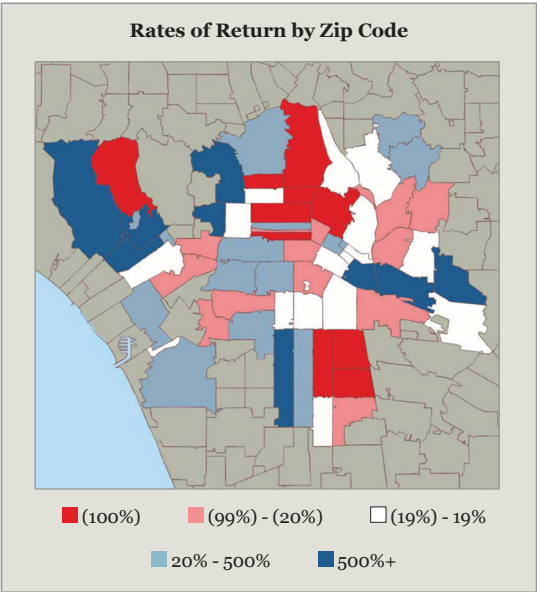 Rates of Return by Zip Code
(100%) (99%) - (20%) (19%) - 19%
20% - 500% 500%+